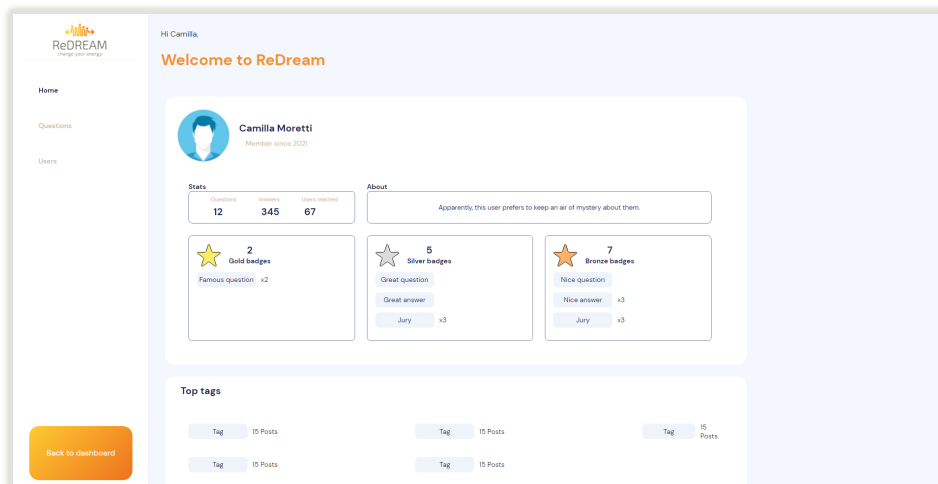 ReDREAM
change your energy
Home
Questions
Users
Back to dashboard
Hi Camilla,
Welcome to ReDream
Camilla Moretti
Member since 2021
Stats
Questions Answers Users reached
12 345 67
About
Apparently, this user prefers to keep an air of mystery about them.
2
Gold badges
Famous question x2
5
Silver badges
Great question
Great answer
Jury x3
7
Bronze badges
Nice question
Nice answer x3
Jury x3
Top tags
Tag 15 Posts
Tag 15 Posts
Tag 15
Posts
Tag 15 Posts
Tag 15 Posts